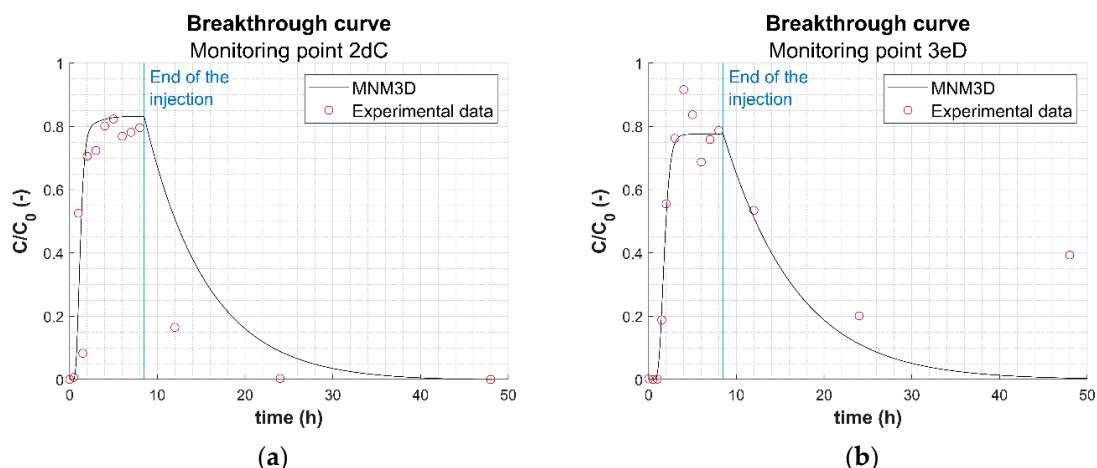 Breakthrough curve
Monitoring point 2dC
End of the
injection
MNM3D
Experimental data
C/C0 (-)
1
0.8
0.6
0.4
0.2
0
0
10
20
30
40
50
time (h)
(a)
Breakthrough curve
Monitoring point 3eD
End of the
injection
MNM3D
Experimental data
C/C0 (-)
1
0.8
0.6
0.4
0.2
0
0
10
20
30
40
50
time (h)
(b)